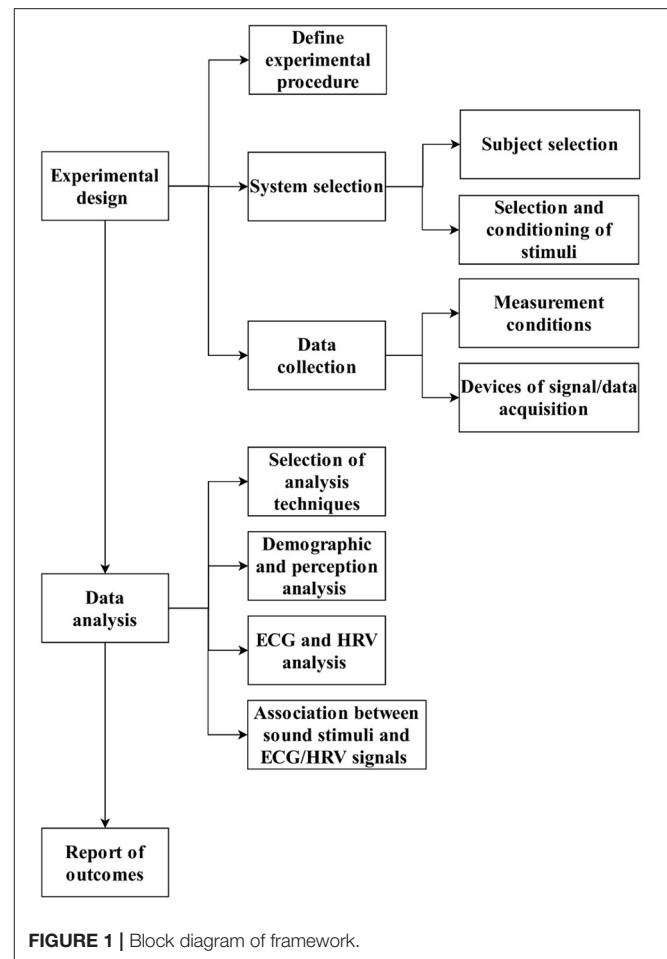 Define
experimental
procedure
Experimental
design
System selection
Subject selection
Selection and
conditioning of
stimuli
Data
collection
Measurement
conditions
Devices of signal/data
acquisition
Data
analysis
Selection of
analysis
techniques
Demographic
and perception
analysis
ECG and HRV
analysis
Association between
sound stimuli and
ECG/HRV signals
Report of
outcomes
FIGURE 1 | Block diagram of framework.